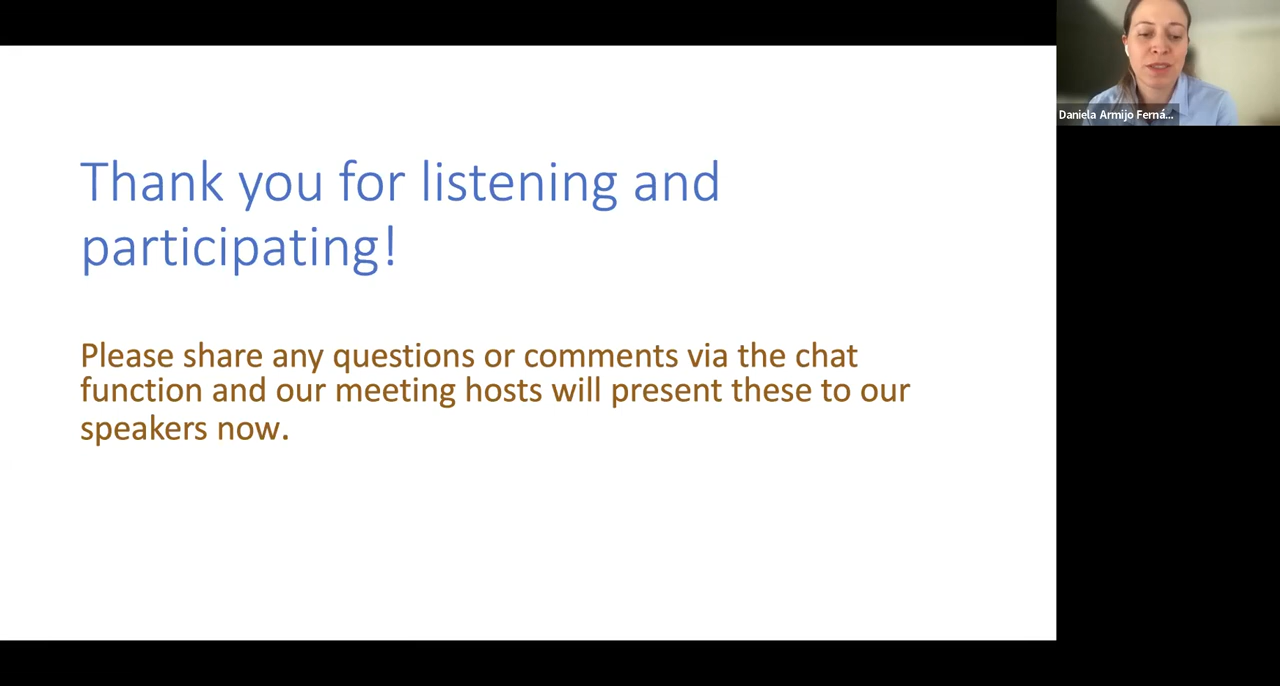 Thank you for listening and
participating!
Please share any questions or comments via the chat
function and our meeting hosts will present these to our
speakers now.
Daniela Armijo Ferná...